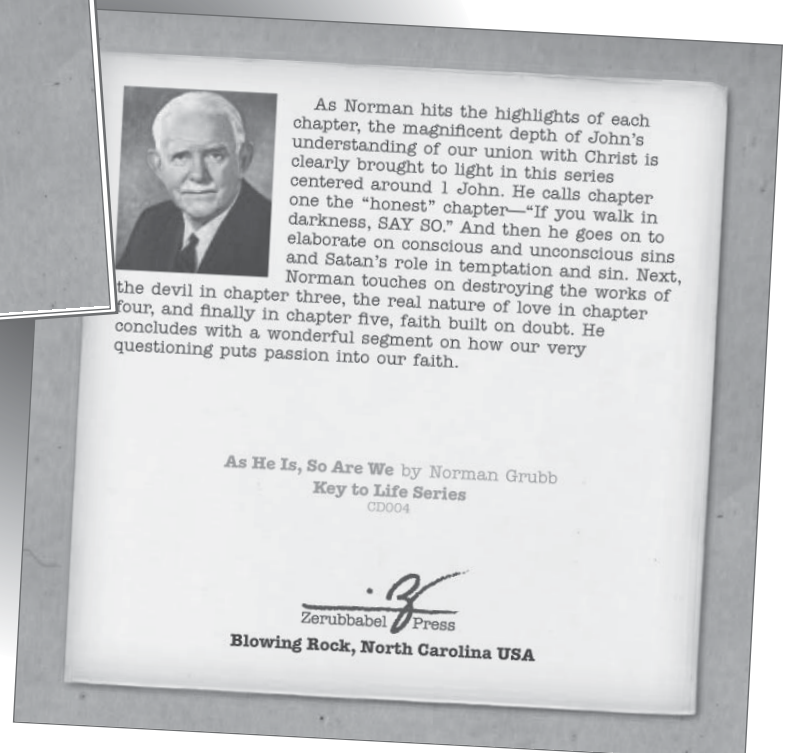 As Norman hits the highlights of each
chapter, the magnificent depth of John's
understanding of our union with Christ is
clearly brought to light in this series
centered around 1 John. He calls chapter
one the “honest” chapter—“If you walk in
darkness, SAY SO.” And then he goes on to
elaborate on conscious and unconscious sins
and Satan's role in temptation and sin. Next,
Norman touches on destroying the works of
the devil in chapter three, the real nature of love in chapter
four, and finally in chapter five, faith built on doubt. He
concludes with a wonderful segment on how our very
questioning puts passion into our faith.
As He Is, So Are We by Norman Grubb
Key to Life Series
CD004
Zerubbabel Press
Blowing Rock, North Carolina USA